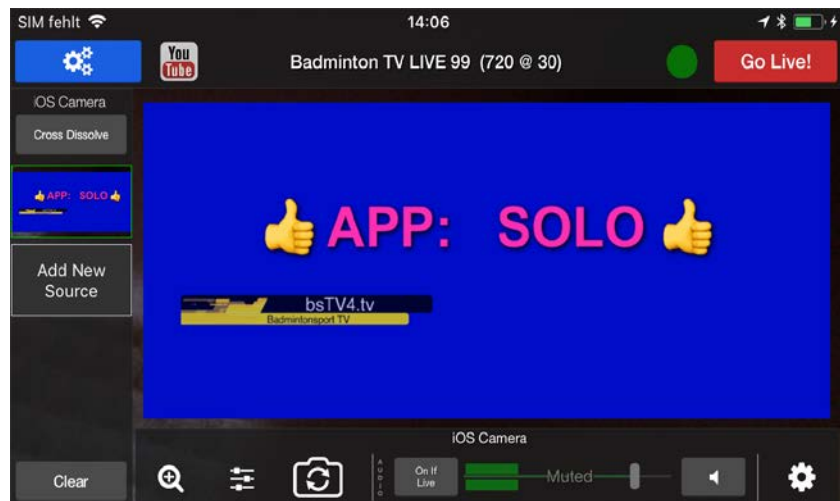 SIM fehlt
14:06
You
Tube
Badminton TV LIVE 99 (720 @ 30)
Go Live!
iOS Camera
Cross Dissolve
APP: SOLO
Add New
Source
👍 APP: SOLO 👍
bsTV4.tv
Badmintonsport TV
iOS Camera
Clear
AUDIO
On If
Live
Muted